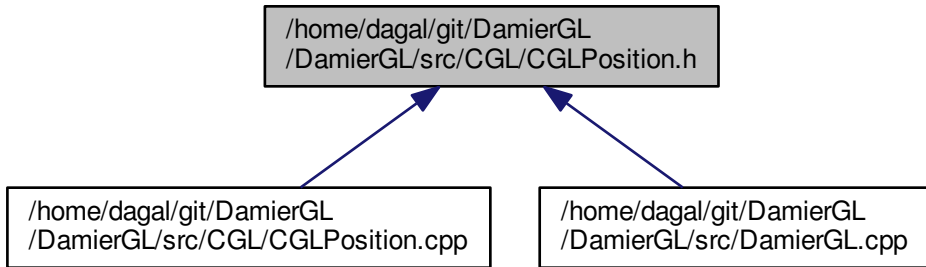 /home/dagal/git/DamierGL
/DamierGL/src/CGL/CGLPosition.h
/home/dagal/git/DamierGL
/DamierGL/src/CGL/CGLPosition.cpp
/home/dagal/git/DamierGL
/DamierGL/src/DamierGL.cpp